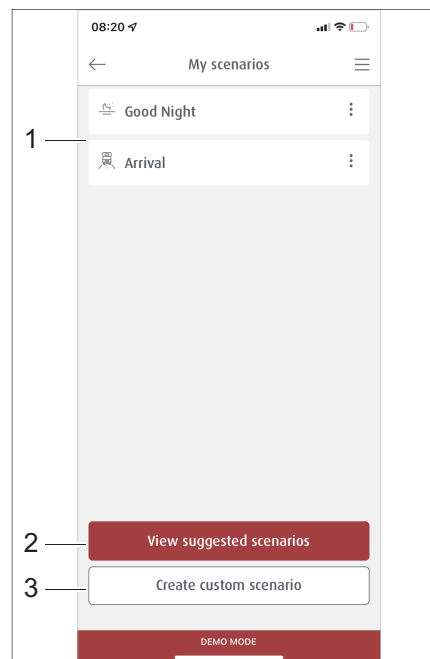 08:20
My scenarios
Good Night
1
Arrival
2
View suggested scenarios
3
Create custom scenario
DEMO MODE